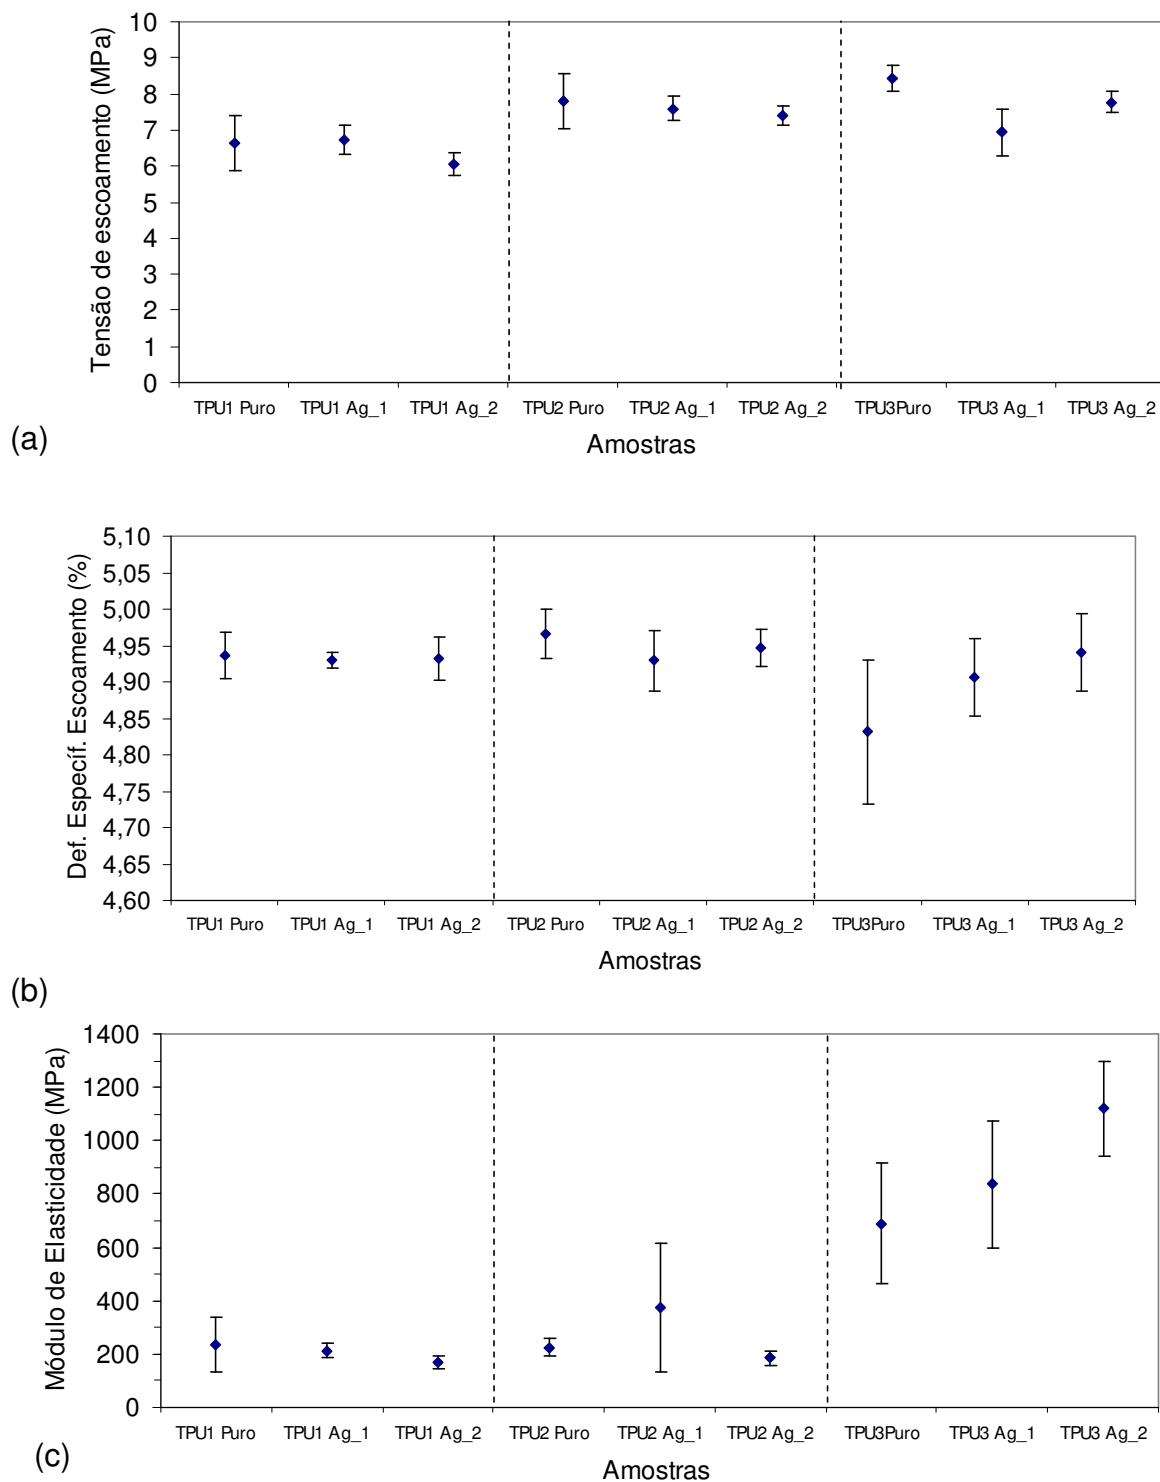 Tensão de escoamento (MPa)
10
9
8
7
6
5
4
3
2
1
0
TPU1 Puro TPU1 Ag_1 TPU1 Ag_2 TPU2 Puro TPU2 Ag_1 TPU2 Ag_2 TPU3Puro TPU3 Ag_1 TPU3 Ag_2
Amostras
(a)
Def. Específ. Escoamento (%)
5,10
5,05
5,00
4,95
4,90
4,85
4,80
4,75
4,70
4,65
4,60
TPU1 Puro TPU1 Ag_1 TPU1 Ag_2 TPU2 Puro TPU2 Ag_1 TPU2 Ag_2 TPU3Puro TPU3 Ag_1 TPU3 Ag_2
Amostras
(b)
Módulo de Elasticidade (MPa)
1400
1200
1000
800
600
400
200
0
TPU1 Puro TPU1 Ag_1 TPU1 Ag_2 TPU2 Puro TPU2 Ag_1 TPU2 Ag_2 TPU3Puro TPU3 Ag_1 TPU3 Ag_2
Amostras
(c)